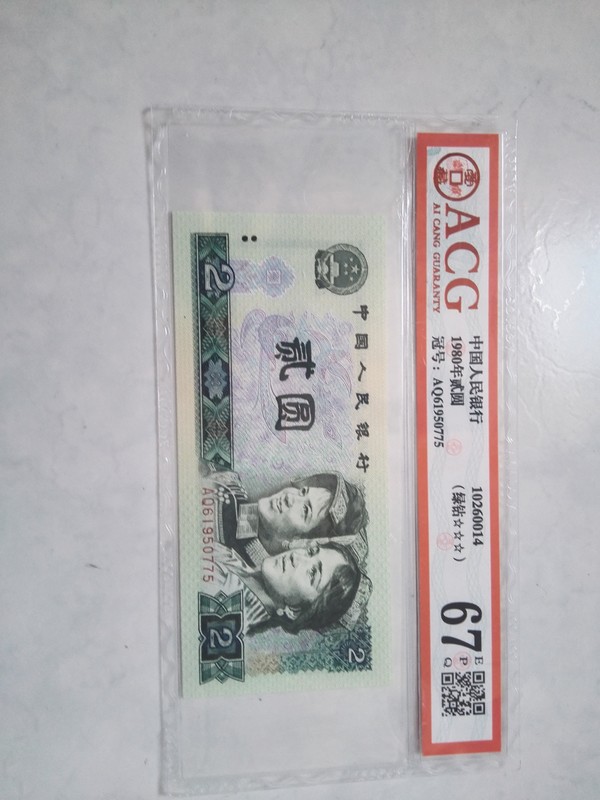 ACG
AI CANG GUARANTY
中国人民银行
1980年贰圆
冠号：AQ61950775
10260014
（绿钻☆☆☆）
67
E
P
Q
中国人民银行
贰圆
2
AQ61950775
2
2